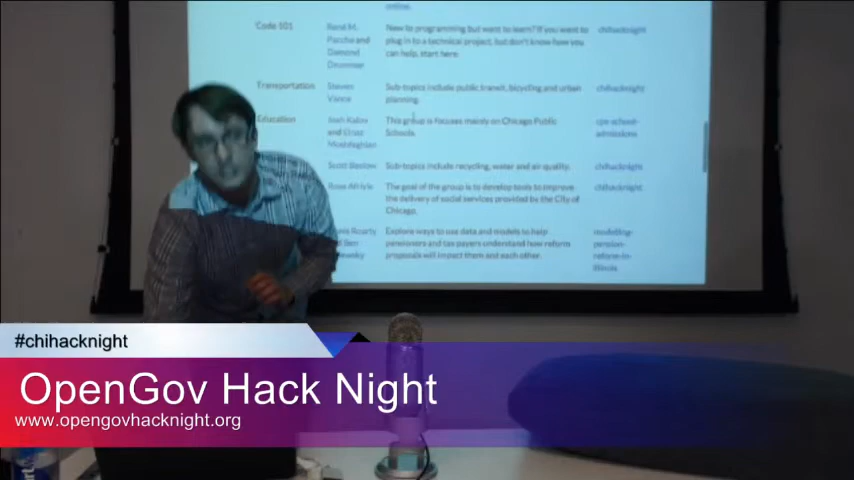 online.
Code 101
New to programming but want to learn? If you want to
plug in to a technical project, but don't know how you
can help, start here.
chihacknight
Transportation
Steven
Vance
Sub-topics include public transit, bicycling and urban
planning.
chihacknight
Education
Josh Kalov
and
This group is focuses mainly on Chicago Public
Schools.
cps-school-
admissions
Scott Beslow
Sub-topics include recycling, water and air quality.
chihacknight
Rose Afriyie
The goal of the group is to develop tools to improve
the delivery of social services provided by the City of
Chicago.
chihacknight
Rourty
Ben
Explore ways to use data and models to help
pensioners and tax payers understand how reform
proposals will impact them and each other.
modeling-
pension-
reform-in-
illinois
#chihacknight
OpenGov Hack Night
www.opengovhacknight.org